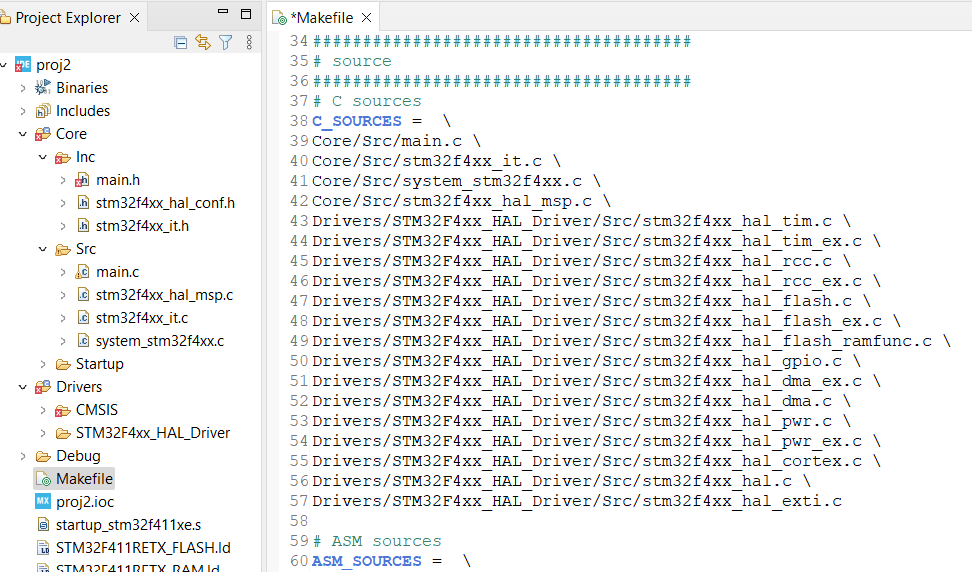 Project Explorer
proj2
Binaries
Includes
Core
Inc
main.h
stm32f4xx_hal_conf.h
stm32f4xx_it.h
Src
main.c
stm32f4xx_hal_msp.c
stm32f4xx_it.c
system_stm32f4xx.c
Startup
Drivers
CMSIS
STM32F4xx_HAL_Driver
Debug
Makefile
proj2.ioc
startup_stm32f411xe.s
STM32F411RETX_FLASH.ld
STM32F411RETX_RAM.ld
*Makefile
34 ######################################
35 # source
36 ######################################
37 # C sources
38 C_SOURCES =  \
39 Core/Src/main.c \
40 Core/Src/stm32f4xx_it.c \
41 Core/Src/system_stm32f4xx.c \
42 Core/Src/stm32f4xx_hal_msp.c \
43 Drivers/STM32F4xx_HAL_Driver/Src/stm32f4xx_hal_tim.c \
44 Drivers/STM32F4xx_HAL_Driver/Src/stm32f4xx_hal_tim_ex.c \
45 Drivers/STM32F4xx_HAL_Driver/Src/stm32f4xx_hal_rcc.c \
46 Drivers/STM32F4xx_HAL_Driver/Src/stm32f4xx_hal_rcc_ex.c \
47 Drivers/STM32F4xx_HAL_Driver/Src/stm32f4xx_hal_flash.c \
48 Drivers/STM32F4xx_HAL_Driver/Src/stm32f4xx_hal_flash_ex.c \
49 Drivers/STM32F4xx_HAL_Driver/Src/stm32f4xx_hal_flash_ramfunc.c \
50 Drivers/STM32F4xx_HAL_Driver/Src/stm32f4xx_hal_gpio.c \
51 Drivers/STM32F4xx_HAL_Driver/Src/stm32f4xx_hal_dma_ex.c \
52 Drivers/STM32F4xx_HAL_Driver/Src/stm32f4xx_hal_dma.c \
53 Drivers/STM32F4xx_HAL_Driver/Src/stm32f4xx_hal_pwr.c \
54 Drivers/STM32F4xx_HAL_Driver/Src/stm32f4xx_hal_pwr_ex.c \
55 Drivers/STM32F4xx_HAL_Driver/Src/stm32f4xx_hal_cortex.c \
56 Drivers/STM32F4xx_HAL_Driver/Src/stm32f4xx_hal.c \
57 Drivers/STM32F4xx_HAL_Driver/Src/stm32f4xx_hal_exti.c
58
59 # ASM sources
60 ASM_SOURCES =  \